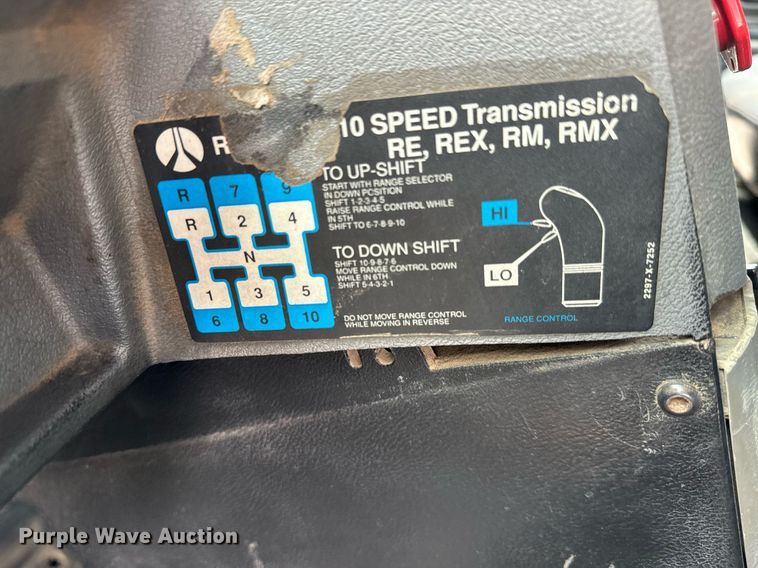 10 SPEED Transmission
R
RE, REX, RM, RMX
TO UP-SHIFT
START WITH RANGE SELECTOR
IN DOWN POSITION
SHIFT 1-2-3-4-5
RAISE RANGE CONTROL WHILE
IN 5TH
SHIFT TO 6-7-8-9-10
TO DOWN SHIFT
SHIFT 10-9-8-7-6
MOVE RANGE CONTROL DOWN
WHILE IN 6TH
SHIFT 5-4-3-2-1
DO NOT MOVE RANGE CONTROL
WHILE MOVING IN REVERSE
R 7 9
R 2 4
N
1 3 5
6 8 10
HI
LO
RANGE CONTROL
2297-X-7252
Purple Wave Auction